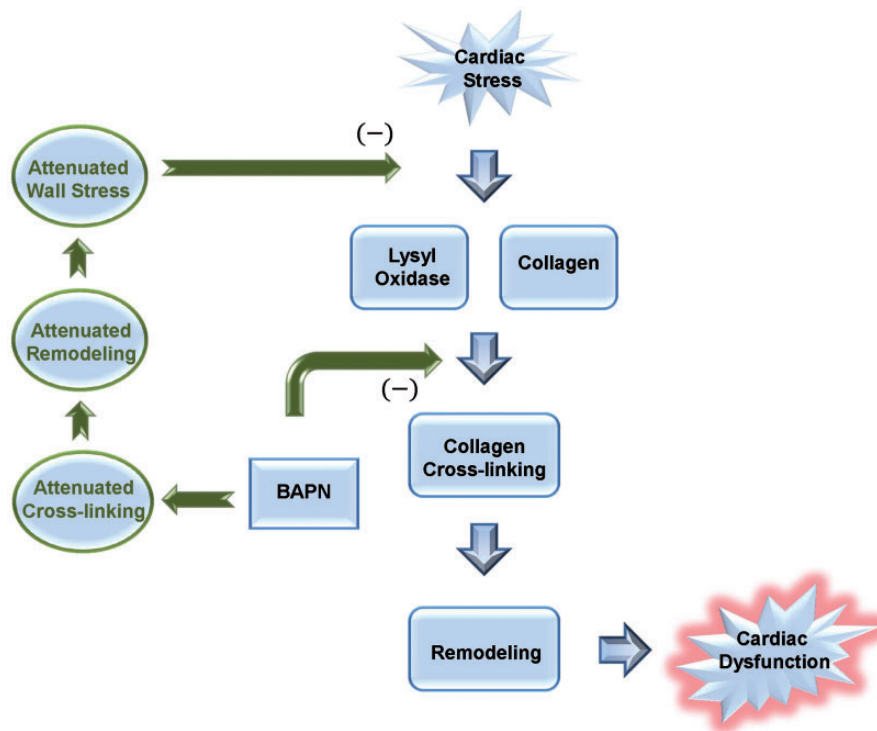 Cardiac
Stress
(−)
Attenuated
Wall Stress
Lysyl
Oxidase
Collagen
Attenuated
Remodeling
(−)
Collagen
Cross-linking
BAPN
Attenuated
Cross-linking
Remodeling
Cardiac
Dysfunction